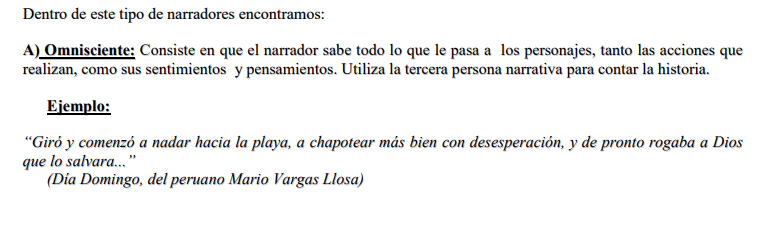 Dentro de este tipo de narradores encontramos:
A) Omnisciente: Consiste en que el narrador sabe todo lo que le pasa a los personajes, tanto las acciones que
realizan, como sus sentimientos y pensamientos. Utiliza la tercera persona narrativa para contar la historia.
Ejemplo:
“Giró y comenzó a nadar hacia la playa, a chapotear más bien con desesperación, y de pronto rogaba a Dios
que lo salvara...”
(Día Domingo, del peruano Mario Vargas Llosa)